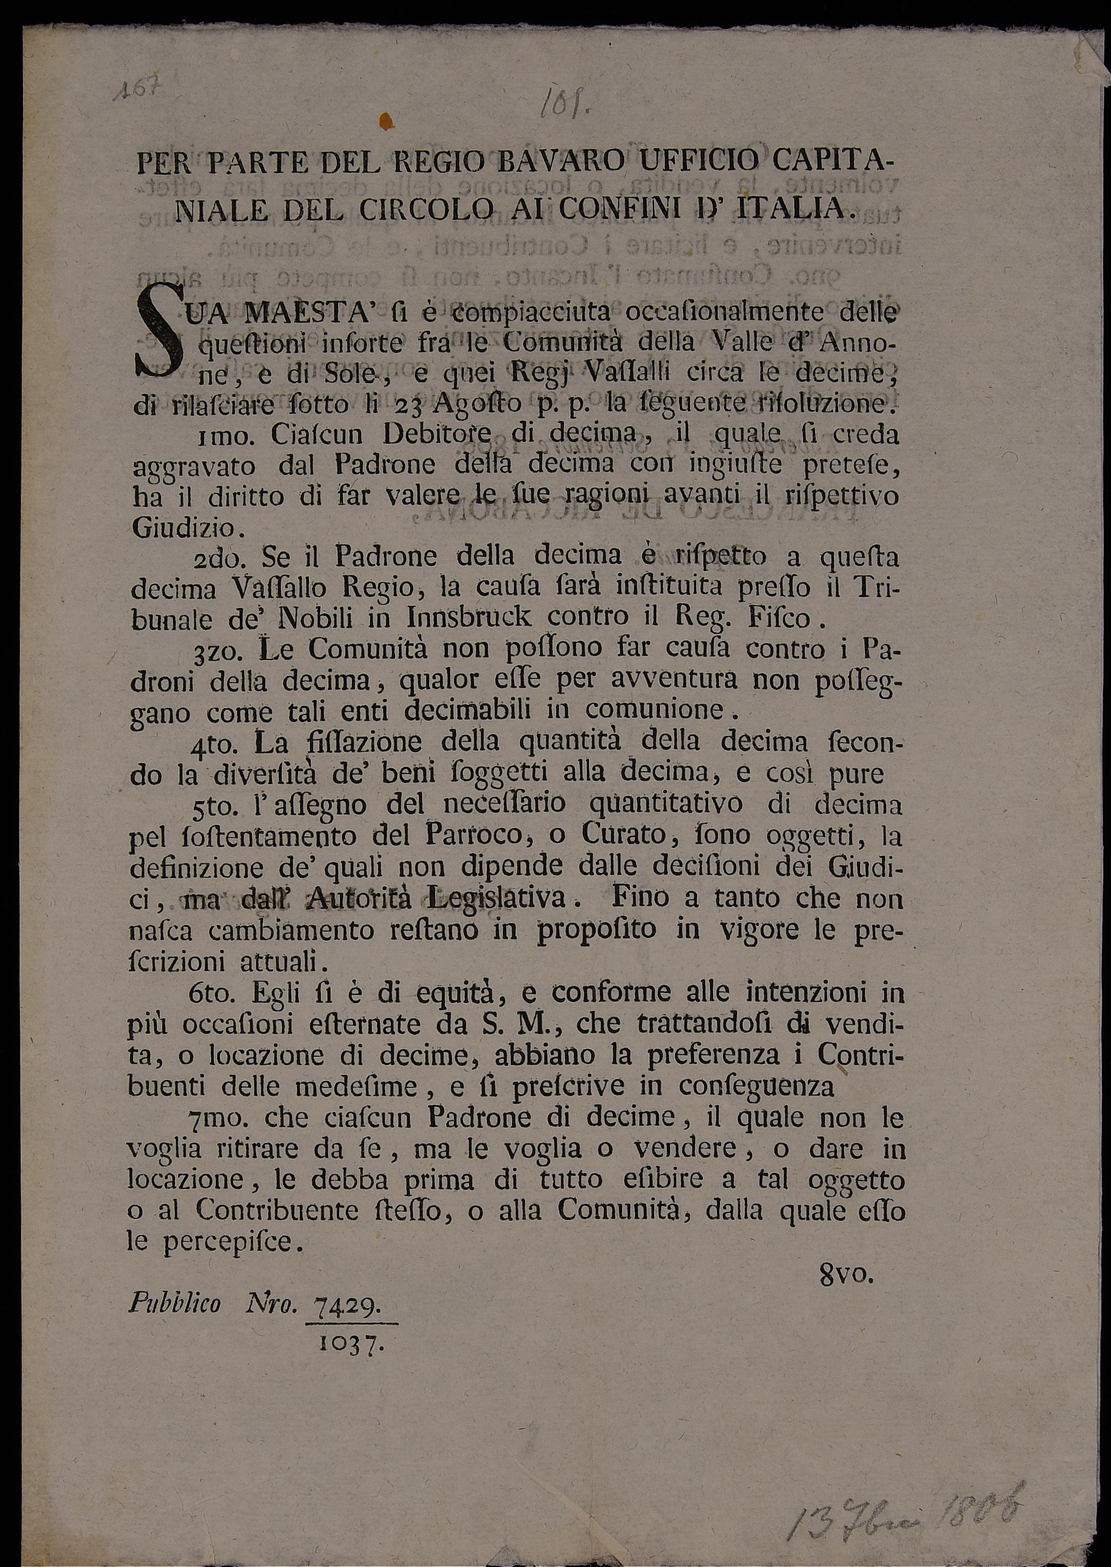 167
101.
PER PARTE DEL REGIO BAVARO UFFICIO CAPITA-
NIALE DEL CIRCOLO AI CONFINI D' ITALIA.
SUA MAESTA' ſi è compiacciuta occaſionalmente delle
queſtioni inſorte fra le Comunità della Valle d' Anno-
ne, e di Sole, e quei Regj Vaſſalli circa le decime,
di rilaſciare ſotto li 23 Agoſto p. p. la ſeguente riſoluzione.
1mo. Ciaſcun Debitore di decima, il quale ſi creda
aggravato dal Padrone della decima con ingiuſte preteſe,
ha il diritto di far valere le ſue ragioni avanti il riſpettivo
Giudizio.
2do. Se il Padrone della decima è riſpetto a queſta
decima Vaſſallo Regio, la cauſa ſarà inſtituita preſſo il Tri-
bunale de' Nobili in Innsbruck contro il Reg. Fiſco.
3zo. Le Comunità non poſſono far cauſa contro i Pa-
droni della decima, qualor eſſe per avventura non poſſeg-
gano come tali enti decimabili in comunione.
4to. La fiſſazione della quantità della decima ſecon-
do la diverſità de' beni ſoggetti alla decima, e così pure
5to. l'aſſegno del neceſſario quantitativo di decima
pel ſoſtentamento del Parroco, o Curato, ſono oggetti, la
definizione de' quali non dipende dalle deciſioni dei Giudi-
ci, ma dall' Autorità Legislativa. Fino a tanto che non
naſca cambiamento reſtano in propoſito in vigore le pre-
ſcrizioni attuali.
6to. Egli ſi è di equità, e conforme alle intenzioni in
più occaſioni eſternate da S. M., che trattandoſi di vendi-
ta, o locazione di decime, abbiano la preferenza i Contri-
buenti delle medeſime, e ſi preſcrive in conſeguenza
7mo. che ciaſcun Padrone di decime, il quale non le
voglia ritirare da ſe, ma le voglia o vendere, o dare in
locazione, le debba prima di tutto eſibire a tal oggetto
o al Contribuente ſteſſo, o alla Comunità, dalla quale eſſo
le percepiſce.
8vo.
Pubblico Nro. 7429.
1037.
13 7bri 1806